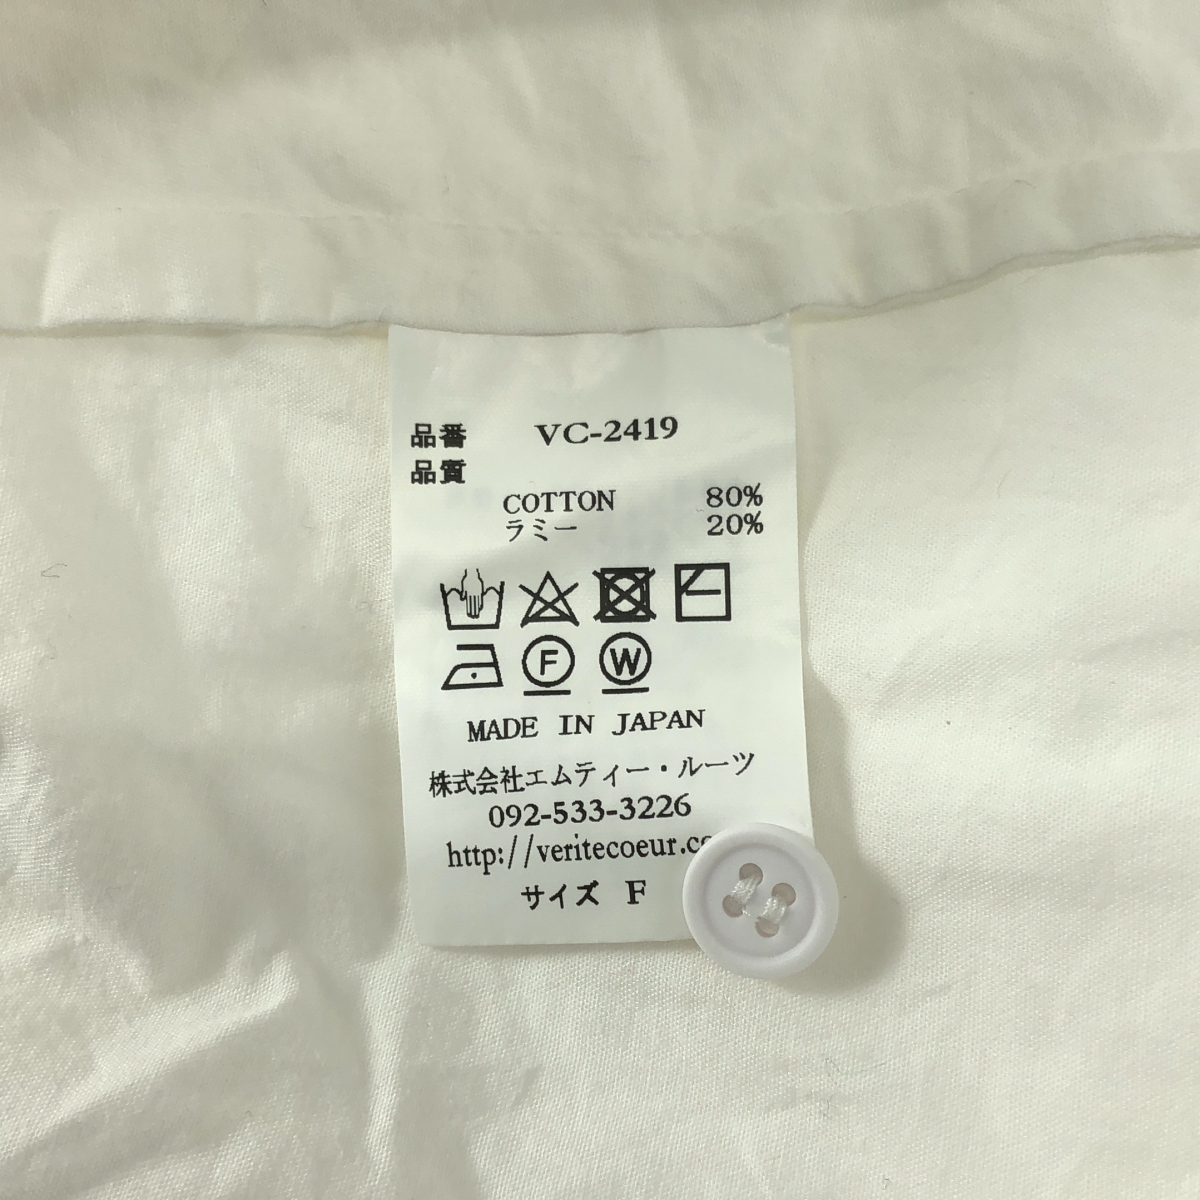 品番 VC-2419
品質
COTTON 80%
ラミー 20%
F W
MADE IN JAPAN
株式会社エムティー・ルーツ
092-533-3226
http://veritecoeur.c
サイズ F